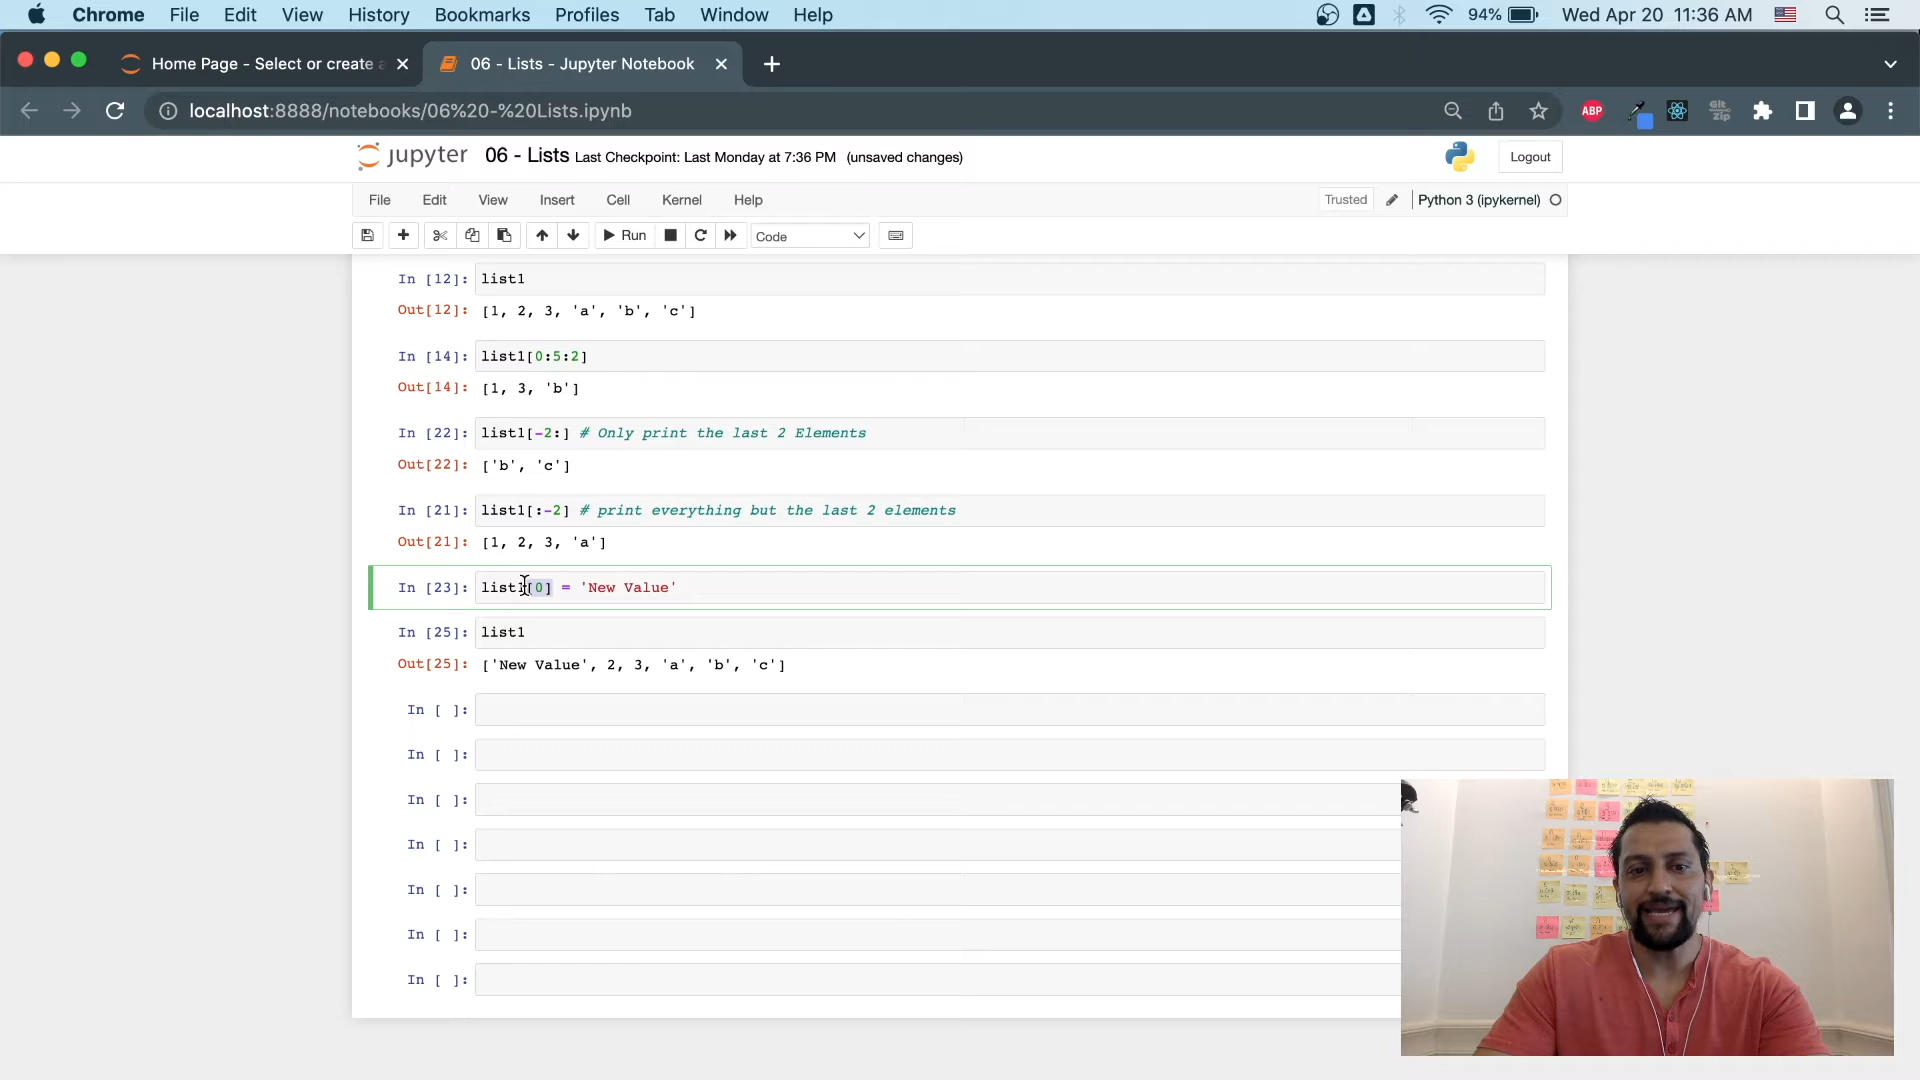 Chrome File Edit View History Bookmarks Profiles Tab Window Help 94% Wed Apr 20 11:36 AM
Home Page - Select or create a 06 - Lists - Jupyter Notebook
localhost:8888/notebooks/06%20-%20Lists.ipynb ABP Git Zip
jupyter 06 - Lists Last Checkpoint: Last Monday at 7:36 PM (unsaved changes) Logout
File Edit View Insert Cell Kernel Help Trusted Python 3 (ipykernel)
Run Code
In [12]: list1
Out[12]: [1, 2, 3, 'a', 'b', 'c']
In [14]: list1[0:5:2]
Out[14]: [1, 3, 'b']
In [22]: list1[-2:] # Only print the last 2 Elements
Out[22]: ['b', 'c']
In [21]: list1[:-2] # print everything but the last 2 elements
Out[21]: [1, 2, 3, 'a']
In [23]: list1[0] = 'New Value'
In [25]: list1
Out[25]: ['New Value', 2, 3, 'a', 'b', 'c']
In [ ]:
In [ ]:
In [ ]:
In [ ]:
In [ ]:
In [ ]:
In [ ]: